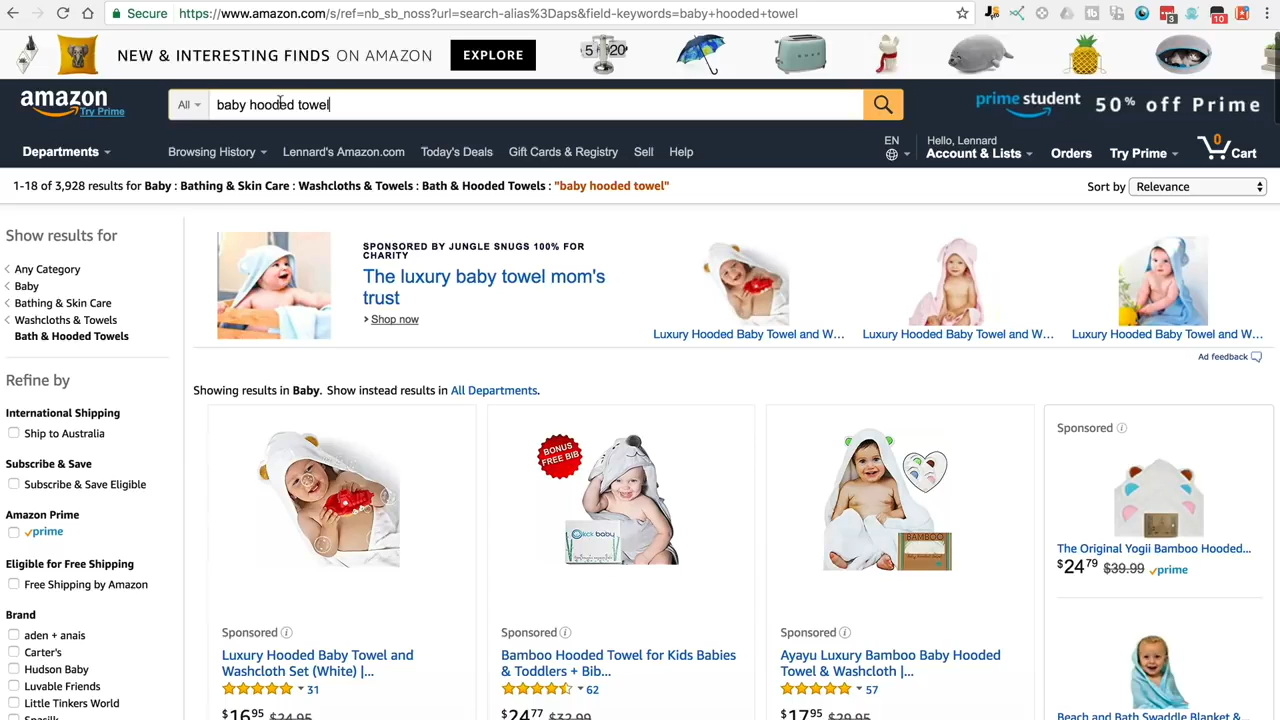 Secure https://www.amazon.com/s/ref=nb_sb_noss?url=search-alias%3Daps&field-keywords=baby+hooded+towel
3
10
NEW & INTERESTING FINDS ON AMAZON
EXPLORE
5 20
amazon
Try Prime
All
baby hooded towel
prime student 50% off Prime
Departments
Browsing History
Lennard's Amazon.com
Today's Deals
Gift Cards & Registry
Sell
Help
EN
Hello, Lennard
Account & Lists
Orders
Try Prime
0
Cart
1-18 of 3,928 results for Baby : Bathing & Skin Care : Washcloths & Towels : Bath & Hooded Towels : "baby hooded towel"
Sort by Relevance
Show results for
Any Category
Baby
Bathing & Skin Care
Washcloths & Towels
Bath & Hooded Towels
Refine by
International Shipping
Ship to Australia
Subscribe & Save
Subscribe & Save Eligible
Amazon Prime
prime
Eligible for Free Shipping
Free Shipping by Amazon
Brand
aden + anais
Carter's
Hudson Baby
Luvable Friends
Little Tinkers World
Spasilk
SPONSORED BY JUNGLE SNUGS 100% FOR
CHARITY
The luxury baby towel mom's
trust
Shop now
Luxury Hooded Baby Towel and W...
Luxury Hooded Baby Towel and W...
Luxury Hooded Baby Towel and W...
Ad feedback
Showing results in Baby. Show instead results in All Departments.
Sponsored
Luxury Hooded Baby Towel and
Washcloth Set (White) |...
31
$1695 $24.95
BONUS
FREE BIB
Sponsored
Bamboo Hooded Towel for Kids Babies
& Toddlers + Bib...
62
$2477 $32.99
BAMBOO
Sponsored
Ayayu Luxury Bamboo Baby Hooded
Towel & Washcloth |...
57
$1795 $29.95
Sponsored
The Original Yogii Bamboo Hooded...
$2479 $39.99 prime
Beach and Bath Swaddle Blanket &